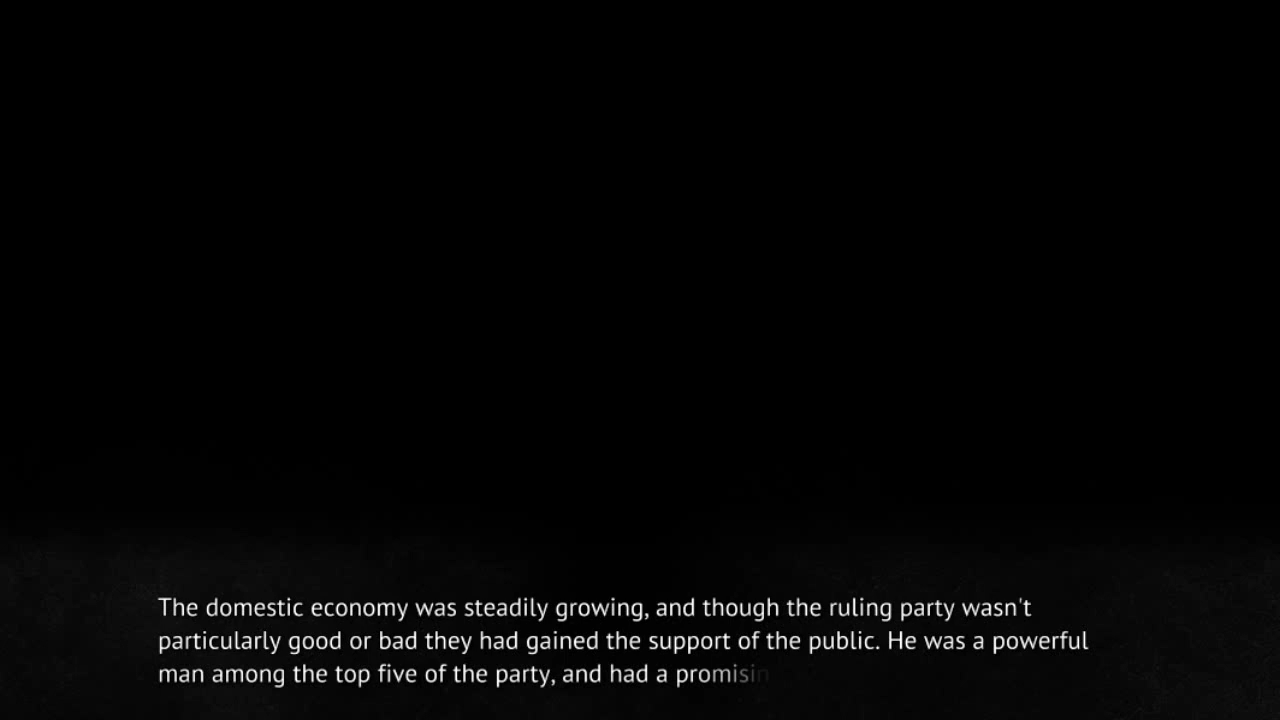 The domestic economy was steadily growing, and though the ruling party wasn't
particularly good or bad they had gained the support of the public. He was a powerful
man among the top five of the party, and had a promisin